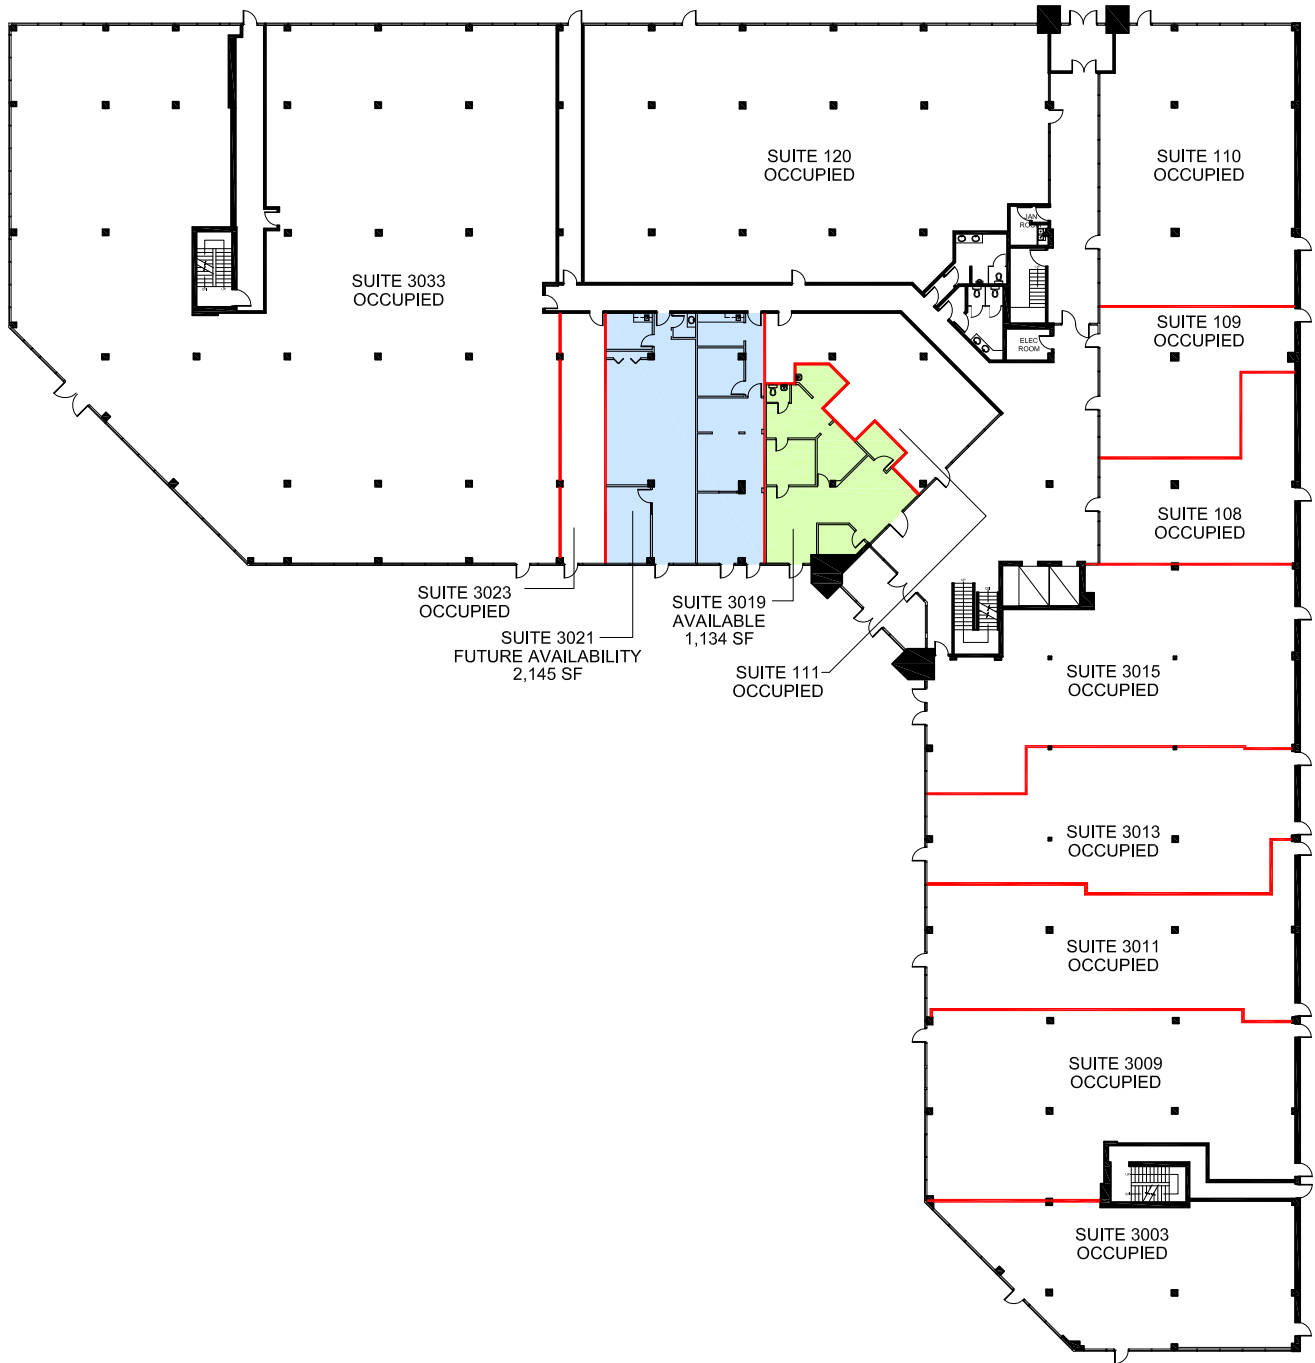 SUITE 120
OCCUPIED
SUITE 110
OCCUPIED
JAN
ROOM
SUITE 3033
OCCUPIED
SUITE 109
OCCUPIED
ELEC
ROOM
SUITE 108
OCCUPIED
SUITE 3023
OCCUPIED
SUITE 3019
AVAILABLE
1,134 SF
SUITE 3021
FUTURE AVAILABILITY
2,145 SF
SUITE 111
OCCUPIED
SUITE 3015
OCCUPIED
SUITE 3013
OCCUPIED
SUITE 3011
OCCUPIED
SUITE 3009
OCCUPIED
SUITE 3003
OCCUPIED